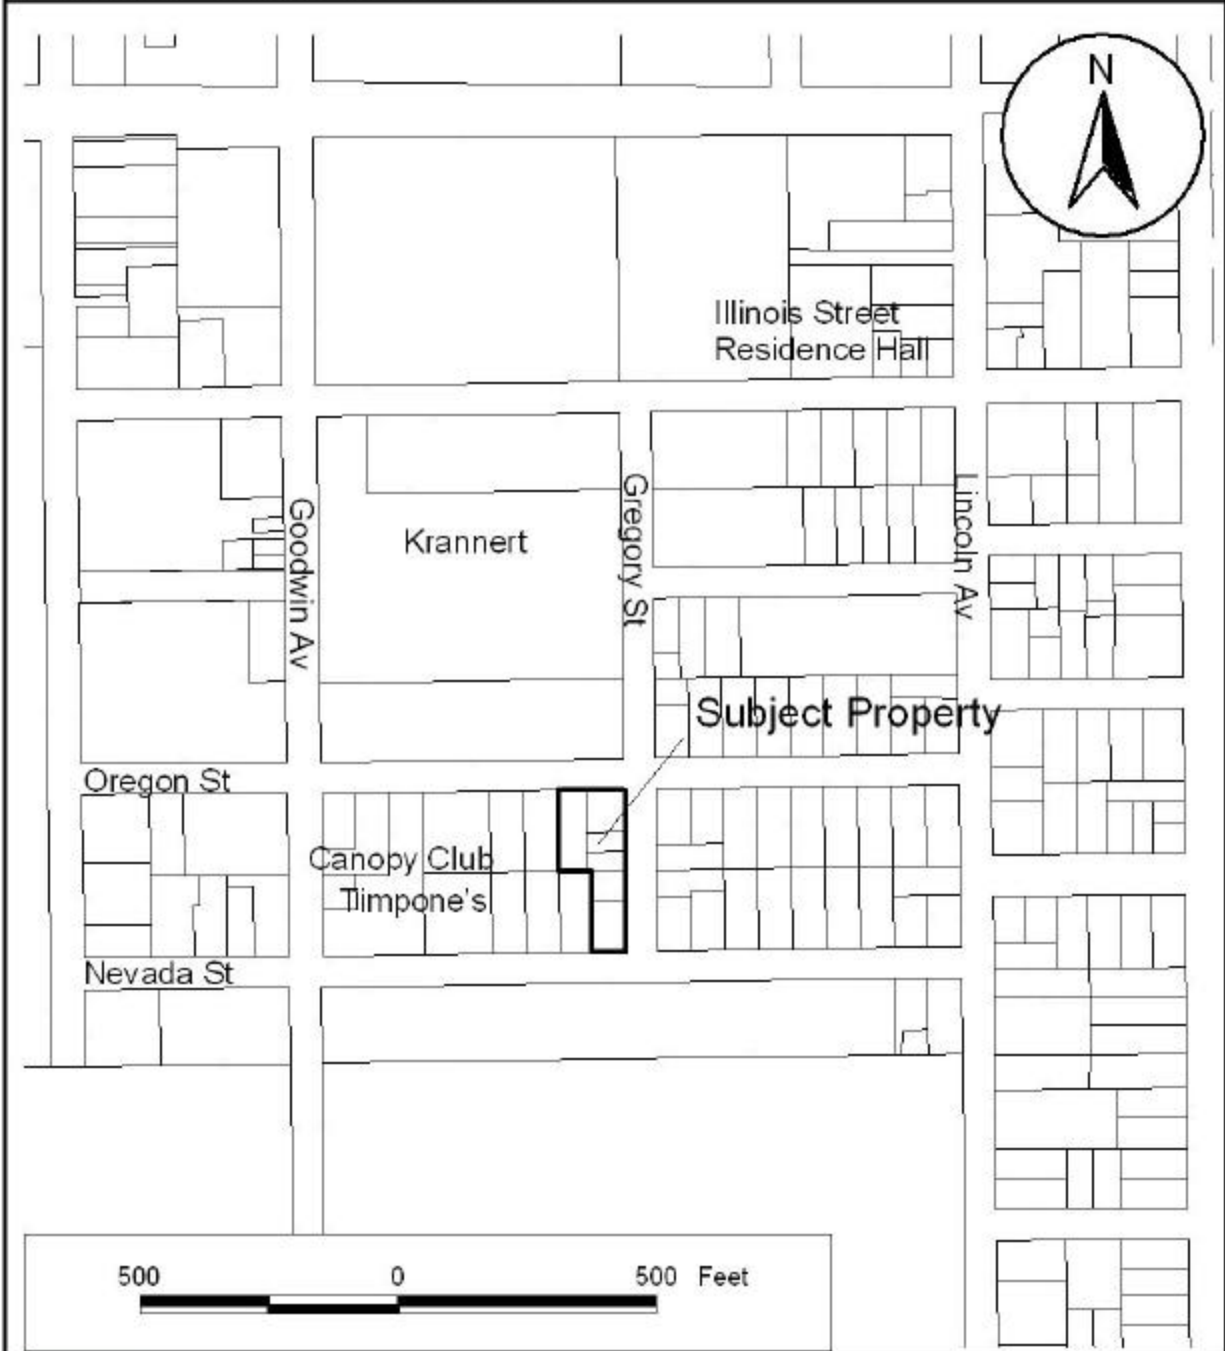 N
Illinois Street
Residence Hall
Goodwin Av
Krannert
Gregory St
Lincoln Av
Subject Property
Oregon St
Canopy Club
Timpone's
Nevada St
500 0 500 Feet